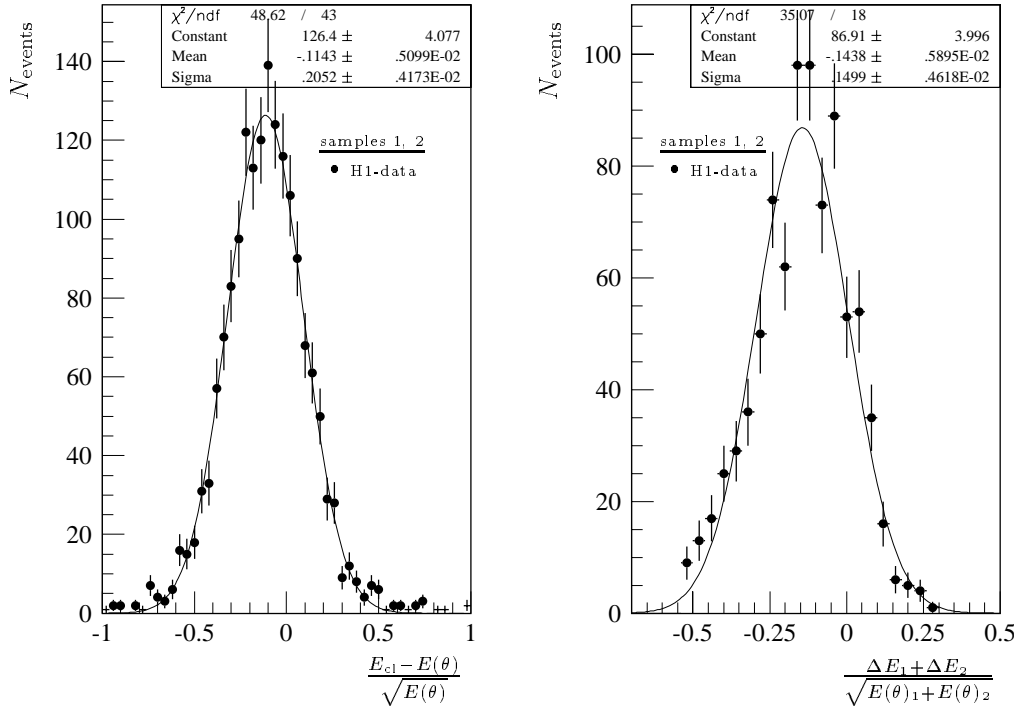 χ²/ndf 48.62 / 43
Constant 126.4 ± 4.077
Mean -.1143 ± .5099E-02
Sigma .2052 ± .4173E-02
N_events
samples 1, 2
H1-data
140
120
100
80
60
40
20
0
-1 -0.5 0 0.5 1
E_cl − E(θ)
√E(θ)
χ²/ndf 35.07 / 18
Constant 86.91 ± 3.996
Mean -.1438 ± .5895E-02
Sigma .1499 ± .4618E-02
N_events
samples 1, 2
H1-data
100
80
60
40
20
0
-0.5 -0.25 0 0.25 0.5
ΔE_1 + ΔE_2
√E(θ)_1 + E(θ)_2